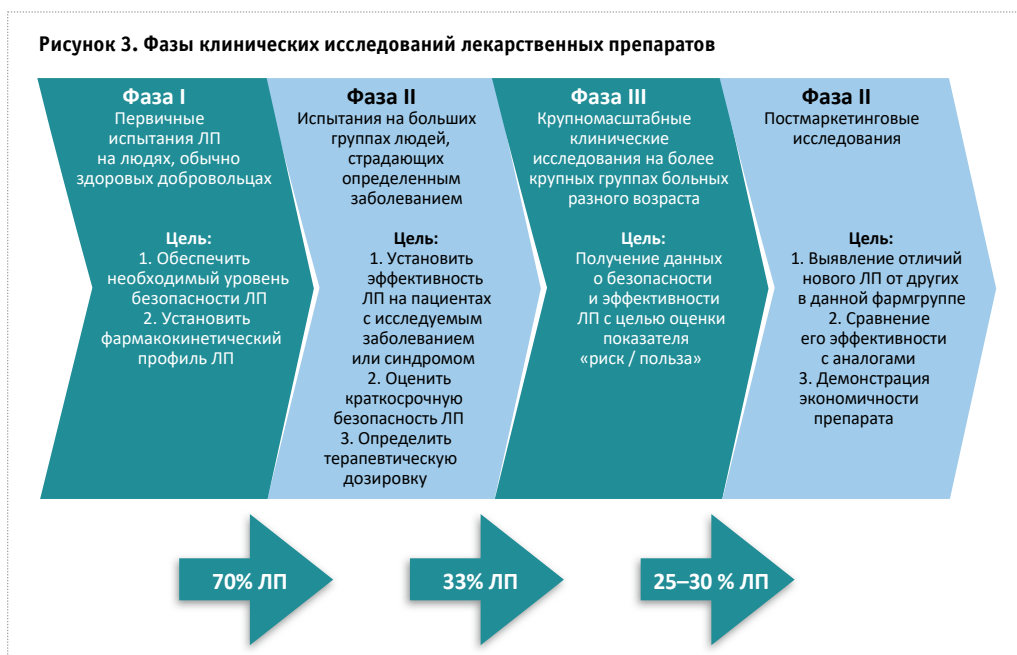 Рисунок 3. Фазы клинических исследований лекарственных препаратов
Фаза I
Первичные
испытания ЛП
на людях, обычно
здоровых добровольцах
Цель:
1. Обеспечить
необходимый уровень
безопасности ЛП
2. Установить
фармакокинетический
профиль ЛП
Фаза II
Испытания на больших
группах людей,
страдающих
определенным
заболеванием
Цель:
1. Установить
эффективность
ЛП на пациентах
с исследуемым
заболеванием
или синдромом
2. Оценить
краткосрочную
безопасность ЛП
3. Определить
терапевтическую
дозировку
Фаза III
Крупномасштабные
клинические
исследования на более
крупных группах больных
разного возраста
Цель:
Получение данных
о безопасности
и эффективности
ЛП с целью оценки
показателя
«риск / польза»
Фаза II
Постмаркетинговые
исследования
Цель:
1. Выявление отличий
нового ЛП от других
в данной фармгруппе
2. Сравнение
его эффективности
с аналогами
3. Демонстрация
экономичности
препарата
70% ЛП
33% ЛП
25–30 % ЛП